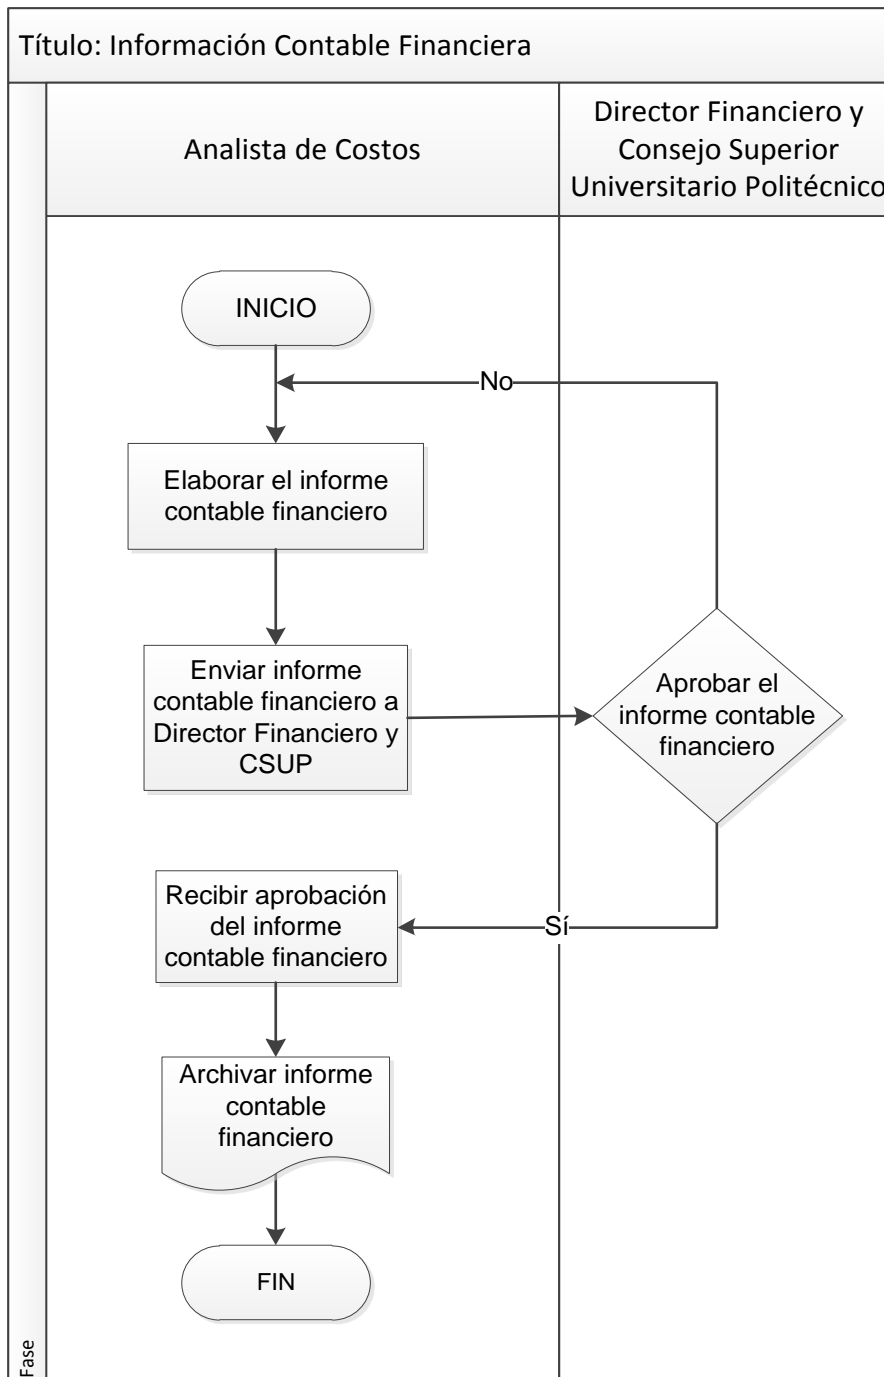 Título: Información Contable Financiera
Analista de Costos
Director Financiero y
Consejo Superior
Universitario Politécnico
INICIO
No
Elaborar el informe
contable financiero
Enviar informe
contable financiero a
Director Financiero y
CSUP
Aprobar el
informe contable
financiero
Recibir aprobación
del informe
contable financiero
Sí
Archivar informe
contable
financiero
FIN
Fase